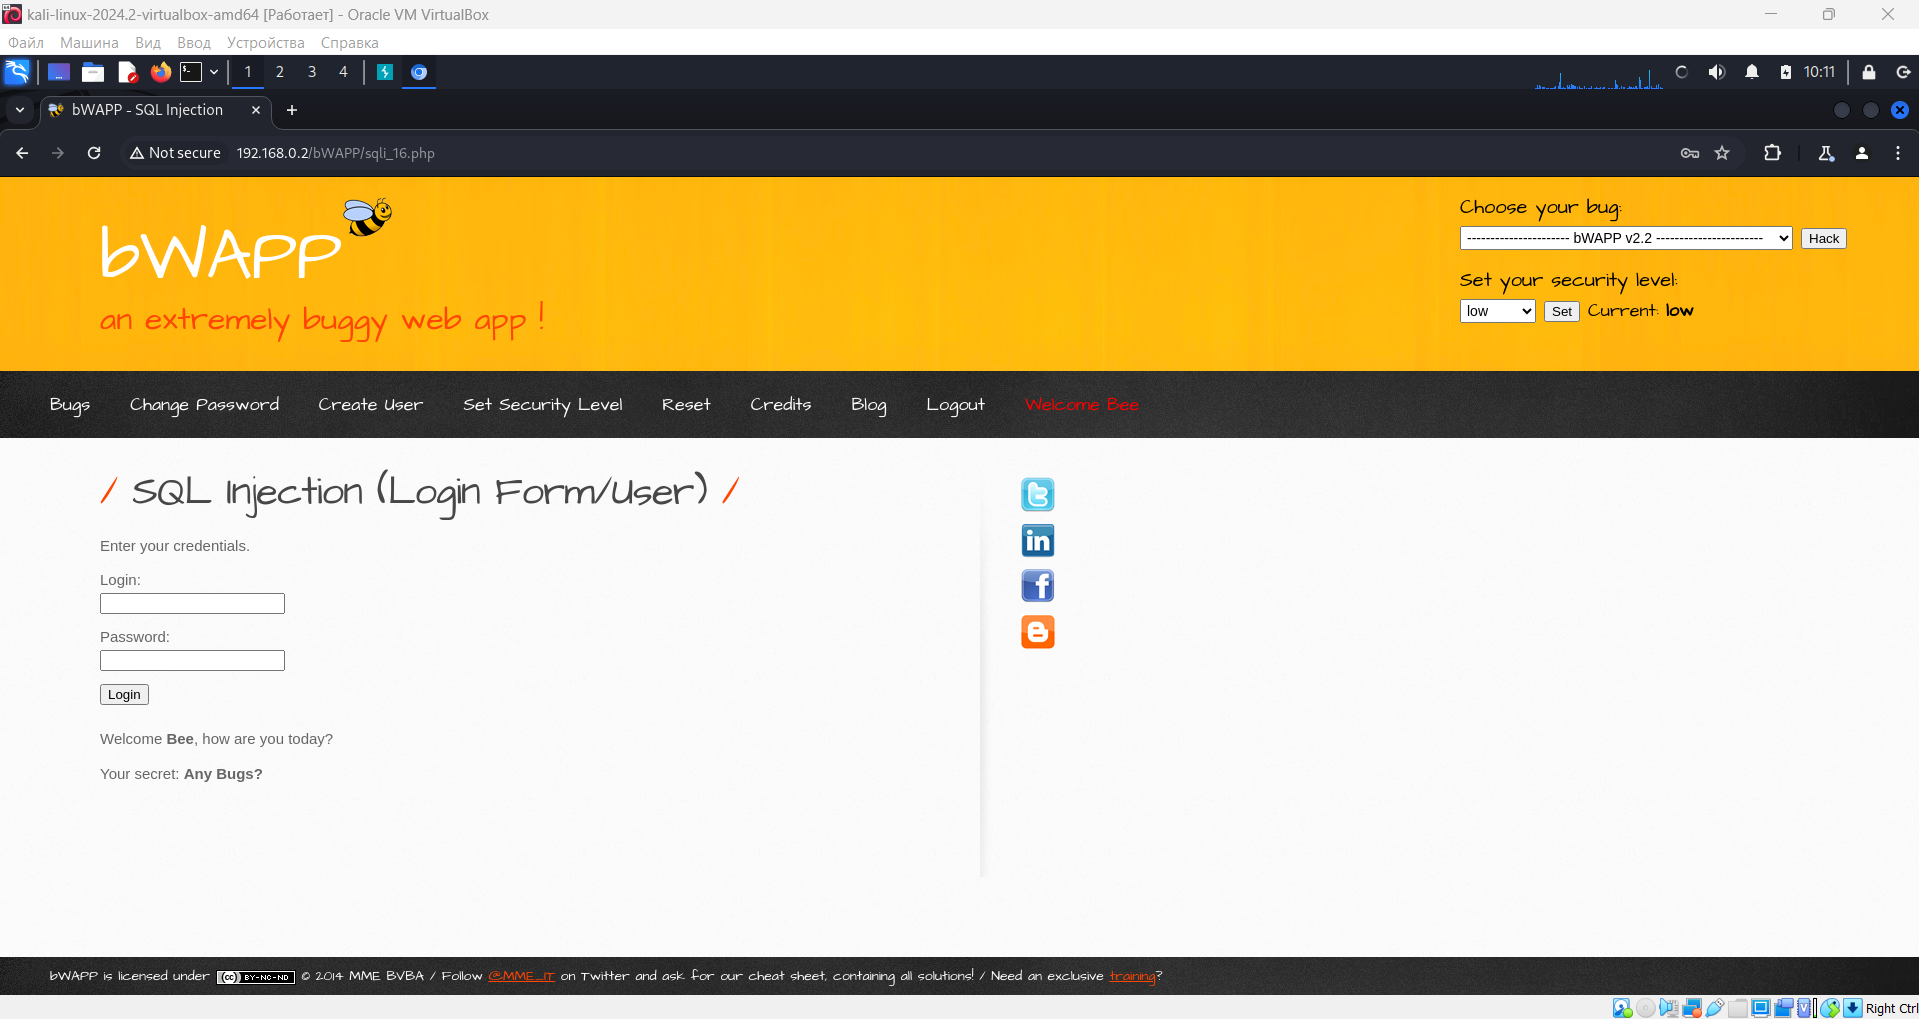 kali-linux-2024.2-virtualbox-amd64 [Работает] - Oracle VM VirtualBox
Файл Машина Вид Ввод Устройства Справка
1 2 3 4 10:11
bWAPP - SQL Injection
Not secure 192.168.0.2/bWAPP/sqli_16.php
bWAPP
an extremely buggy web app !
Choose your bug:
---------------------- bWAPP v2.2 ----------------------- Hack
Set your security level:
low Set Current: low
Bugs Change Password Create User Set Security Level Reset Credits Blog Logout Welcome Bee
/ SQL Injection (Login Form/User) /
Enter your credentials.
Login:
Password:
Login
Welcome Bee, how are you today?
Your secret: Any Bugs?
bWAPP is licensed under (cc) BY-NC-ND © 2014 MME BVBA / Follow @MME_IT on Twitter and ask for our cheat sheet, containing all solutions! / Need an exclusive training?
Right Ctrl